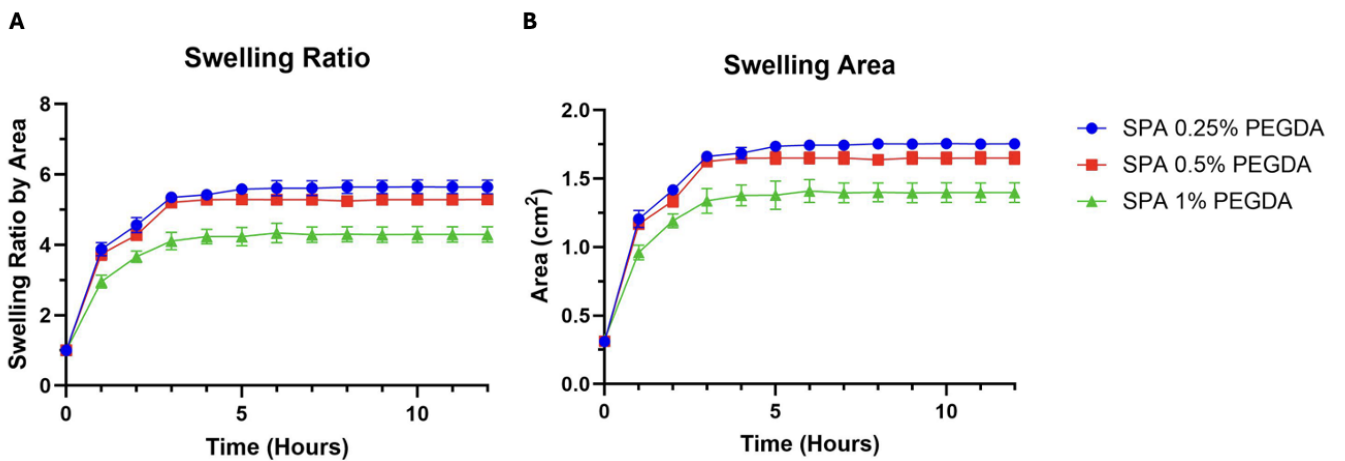 A
Swelling Ratio
Swelling Ratio by Area
8
6
4
2
0
0 5 10
Time (Hours)
B
Swelling Area
Area (cm²)
2.0
1.5
1.0
0.5
0.0
0 5 10
Time (Hours)
SPA 0.25% PEGDA
SPA 0.5% PEGDA
SPA 1% PEGDA